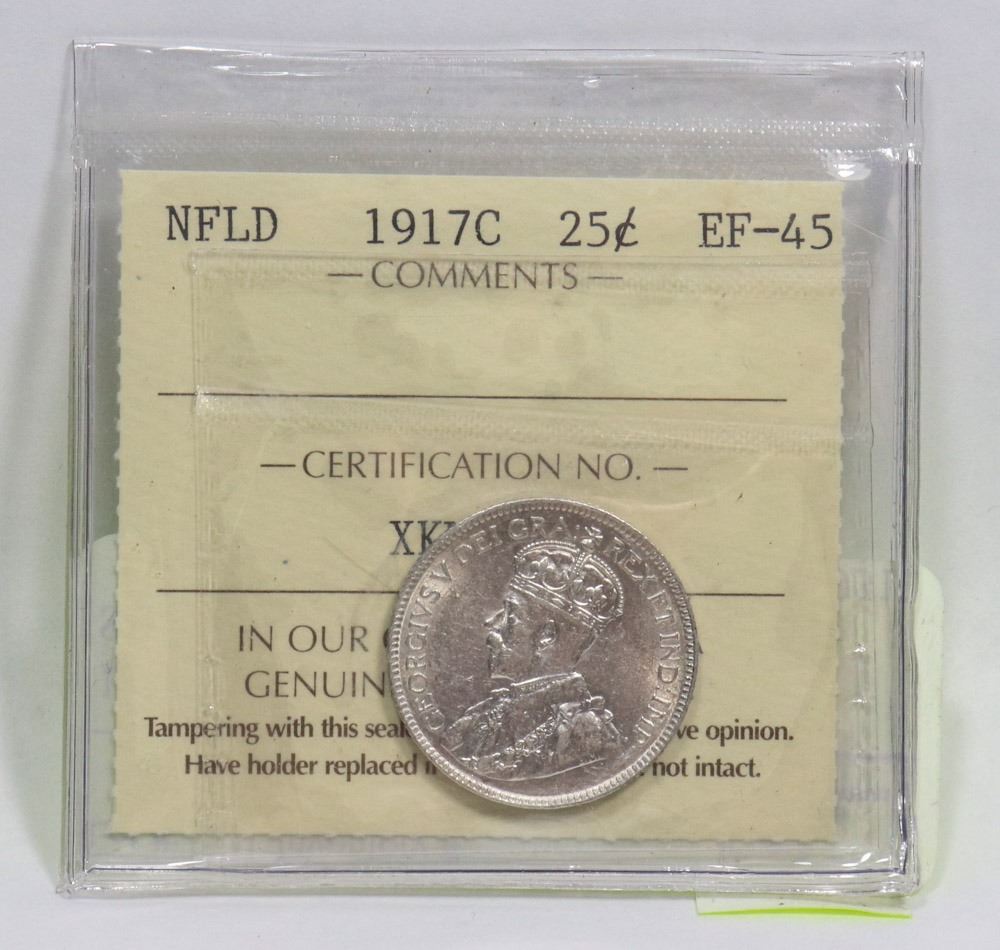 NFLD 1917C 25¢ EF-45
— COMMENTS —
— CERTIFICATION NO. —
IN OUR
GENUIN
Tampering with this seal ve opinion.
Have holder replaced not intact.
GEORGIVS V DEI GRA: REX ET IND:IMP: